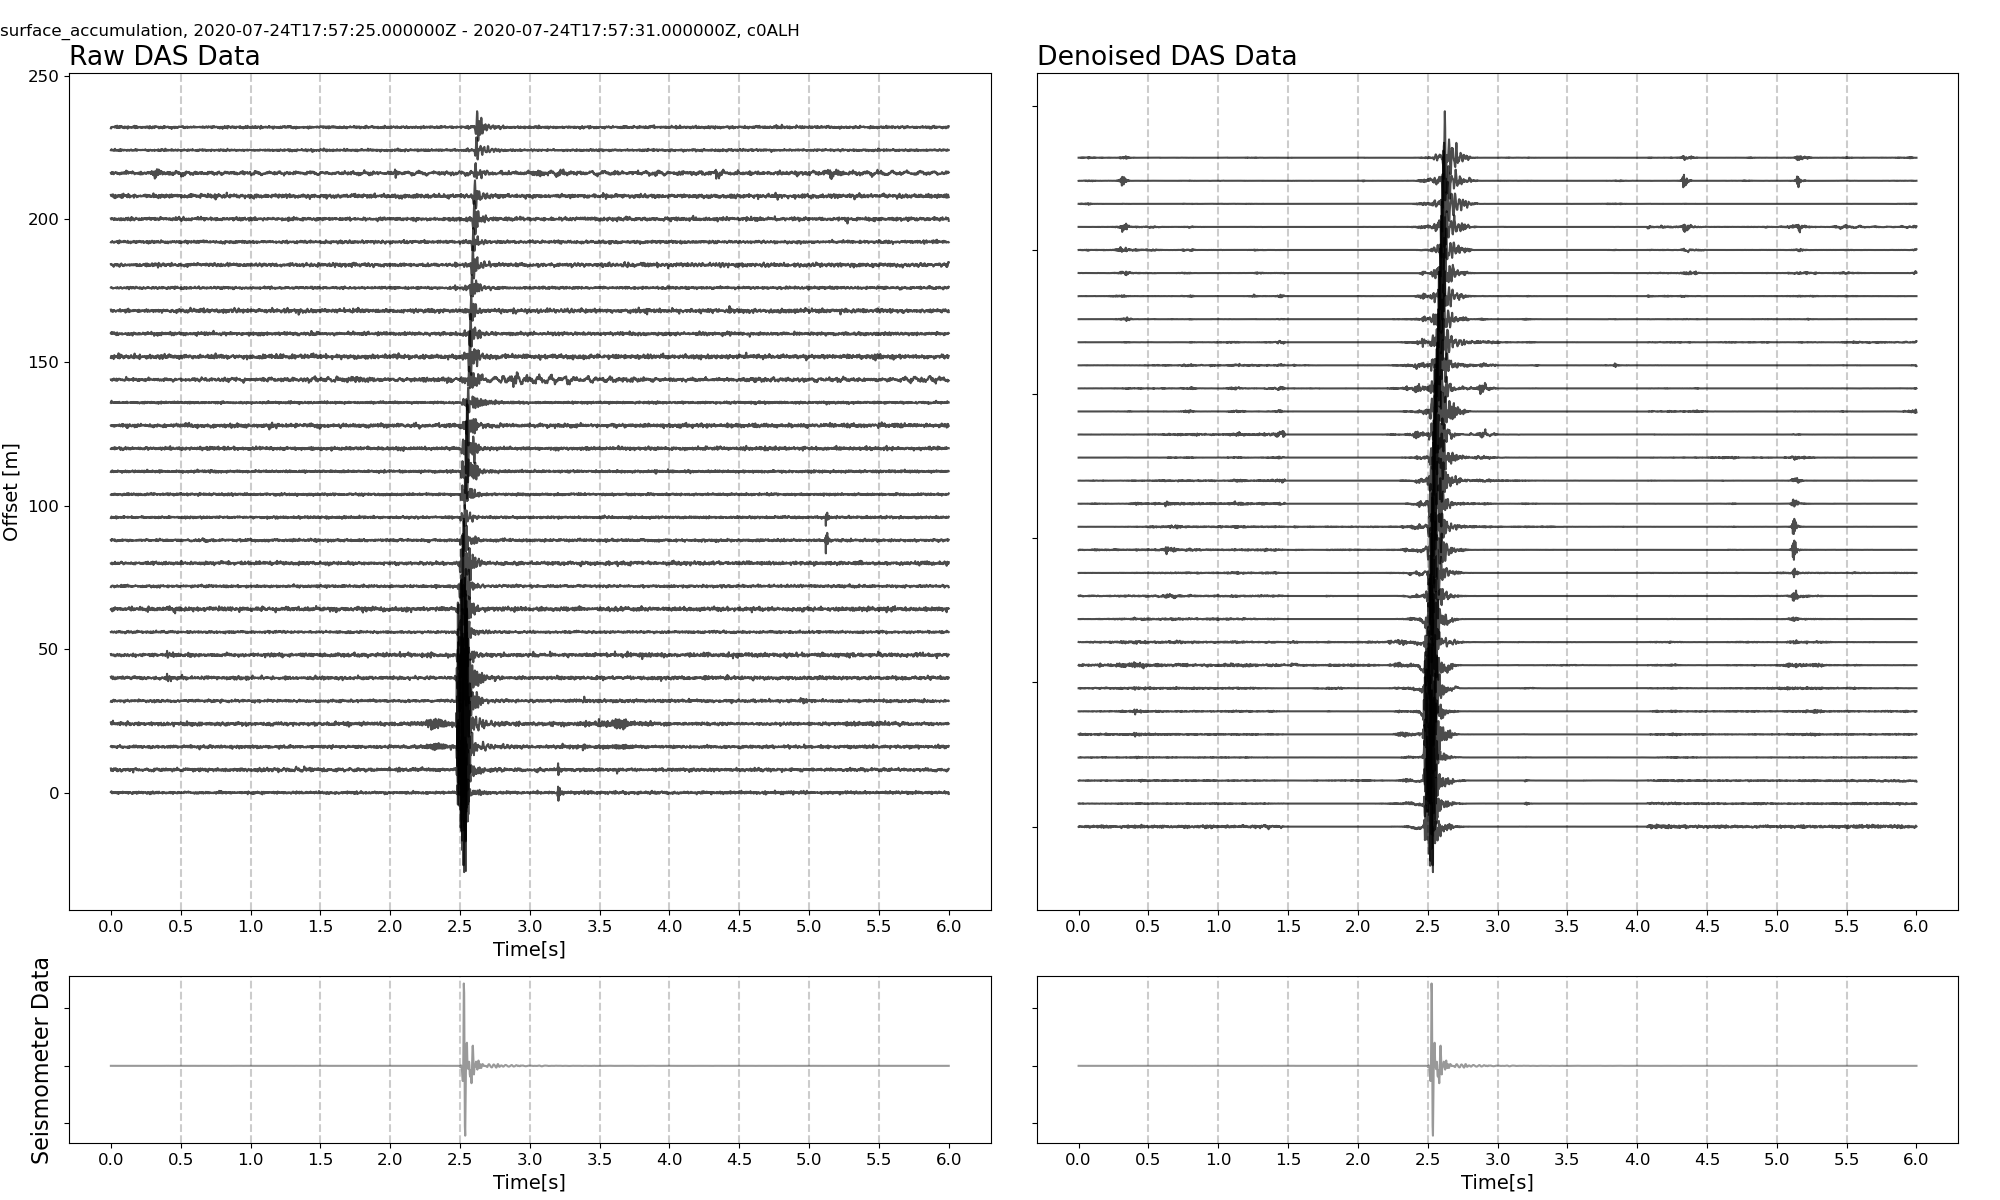 surface_accumulation, 2020-07-24T17:57:25.000000Z - 2020-07-24T17:57:31.000000Z, c0ALH
Raw DAS Data
Denoised DAS Data
250
200
150
100
50
0
Offset [m]
0.0 0.5 1.0 1.5 2.0 2.5 3.0 3.5 4.0 4.5 5.0 5.5 6.0
Time[s]
0.0 0.5 1.0 1.5 2.0 2.5 3.0 3.5 4.0 4.5 5.0 5.5 6.0
Seismometer Data
0.0 0.5 1.0 1.5 2.0 2.5 3.0 3.5 4.0 4.5 5.0 5.5 6.0
Time[s]
0.0 0.5 1.0 1.5 2.0 2.5 3.0 3.5 4.0 4.5 5.0 5.5 6.0
Time[s]